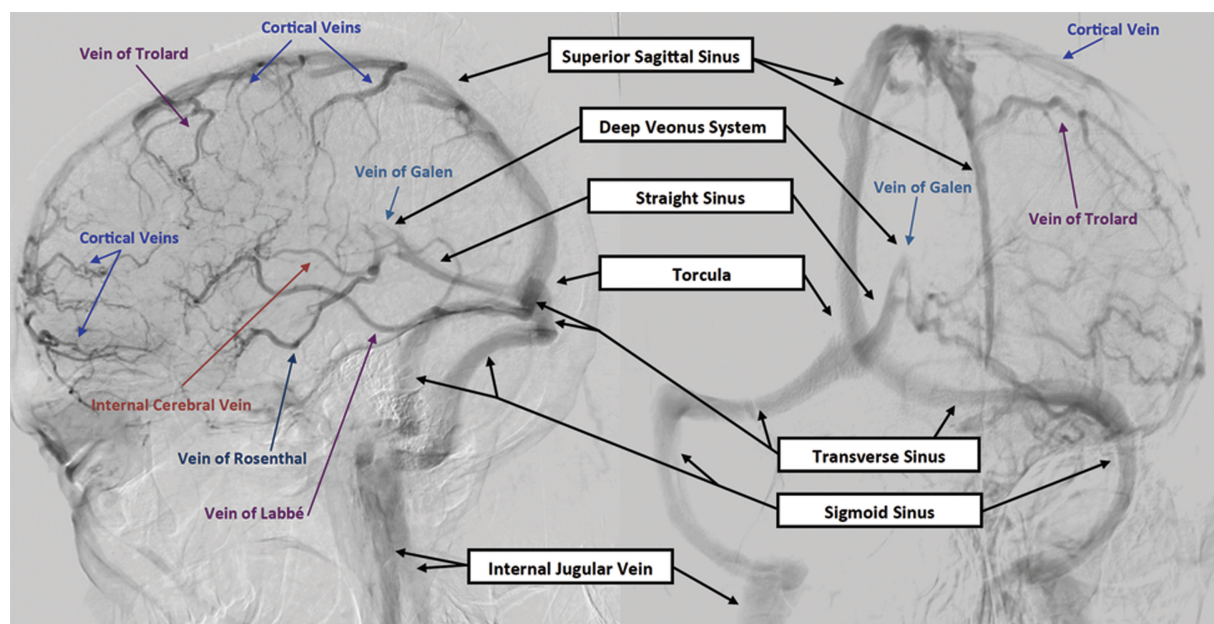 Cortical Veins
Vein of Trolard
Superior Sagittal Sinus
Cortical Vein
Deep Veonus System
Vein of Galen
Straight Sinus
Vein of Galen
Vein of Trolard
Cortical Veins
Torcula
Internal Cerebral Vein
Vein of Rosenthal
Transverse Sinus
Vein of Labbé
Sigmoid Sinus
Internal Jugular Vein